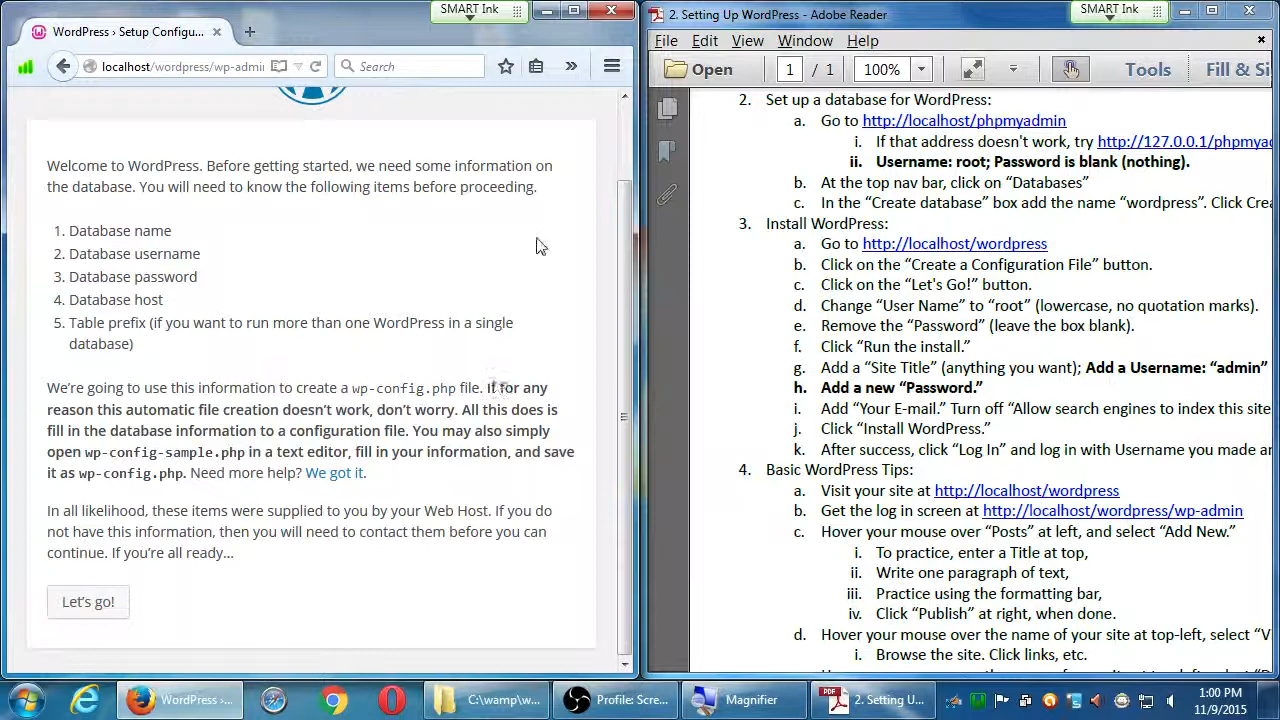 SMART Ink
WordPress › Setup Configu...
localhost/wordpress/wp-admi
Search
Welcome to WordPress. Before getting started, we need some information on
the database. You will need to know the following items before proceeding.
1. Database name
2. Database username
3. Database password
4. Database host
5. Table prefix (if you want to run more than one WordPress in a single
database)
We're going to use this information to create a wp-config.php file. If for any
reason this automatic file creation doesn't work, don't worry. All this does is
fill in the database information to a configuration file. You may also simply
open wp-config-sample.php in a text editor, fill in your information, and save
it as wp-config.php. Need more help? We got it.
In all likelihood, these items were supplied to you by your Web Host. If you do
not have this information, then you will need to contact them before you can
continue. If you're all ready…
Let's go!
2. Setting Up WordPress - Adobe Reader
SMART Ink
File Edit View Window Help
Open 1 / 1 100% Tools Fill & Si
2. Set up a database for WordPress:
a. Go to http://localhost/phpmyadmin
i. If that address doesn't work, try http://127.0.0.1/phpmyad
ii. Username: root; Password is blank (nothing).
b. At the top nav bar, click on “Databases”
c. In the “Create database” box add the name “wordpress”. Click Crea
3. Install WordPress:
a. Go to http://localhost/wordpress
b. Click on the “Create a Configuration File” button.
c. Click on the “Let's Go!” button.
d. Change “User Name” to “root” (lowercase, no quotation marks).
e. Remove the “Password” (leave the box blank).
f. Click “Run the install.”
g. Add a “Site Title” (anything you want); Add a Username: “admin”
h. Add a new “Password.”
i. Add “Your E-mail.” Turn off “Allow search engines to index this site
j. Click “Install WordPress.”
k. After success, click “Log In” and log in with Username you made an
4. Basic WordPress Tips:
a. Visit your site at http://localhost/wordpress
b. Get the log in screen at http://localhost/wordpress/wp-admin
c. Hover your mouse over “Posts” at left, and select “Add New.”
i. To practice, enter a Title at top,
ii. Write one paragraph of text,
iii. Practice using the formatting bar,
iv. Click “Publish” at right, when done.
d. Hover your mouse over the name of your site at top-left, select “V
i. Browse the site. Click links, etc.
WordPress ›... C:\wamp\w... Profile: Scre... Magnifier PDF 2. Setting U... 1:00 PM
11/9/2015